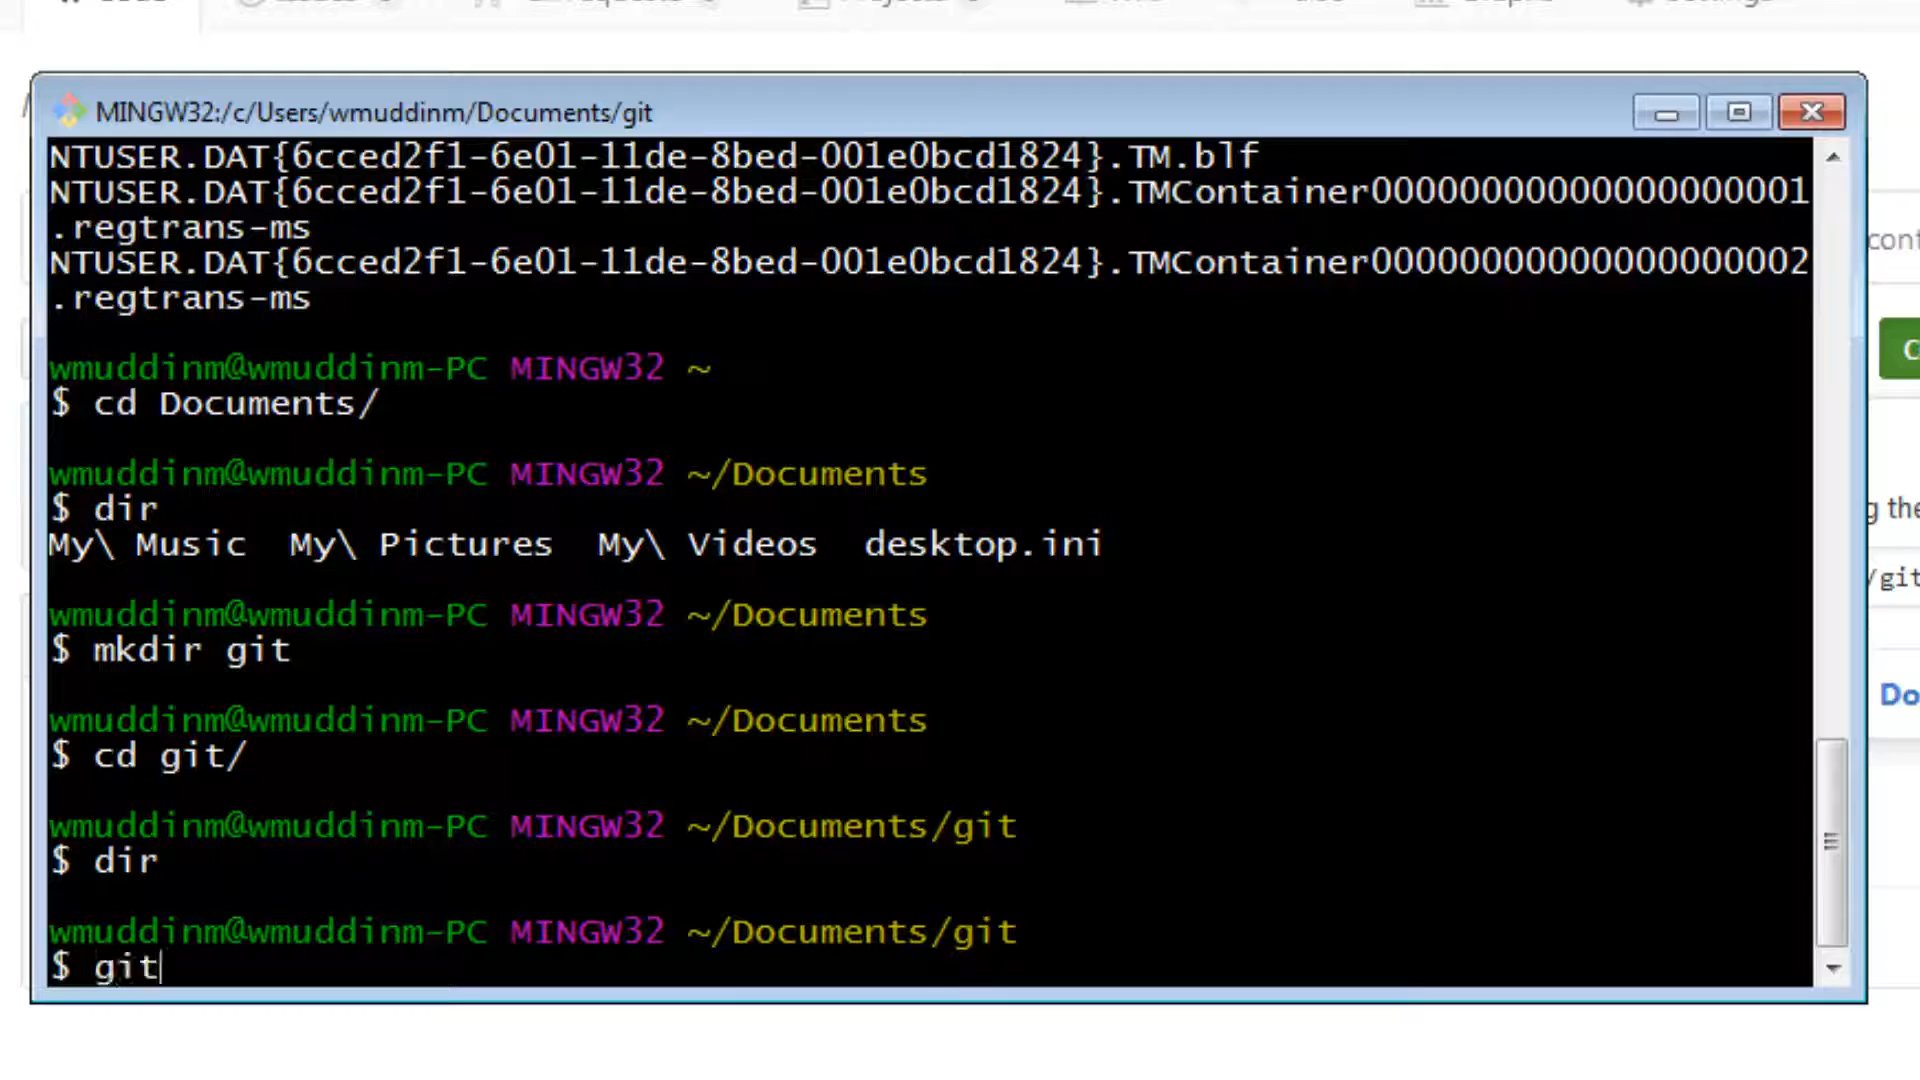 MINGW32:/c/Users/wmuddinm/Documents/git
NTUSER.DAT{6cced2f1-6e01-11de-8bed-001e0bcd1824}.TM.blf
NTUSER.DAT{6cced2f1-6e01-11de-8bed-001e0bcd1824}.TMContainer00000000000000000001
.regtrans-ms
NTUSER.DAT{6cced2f1-6e01-11de-8bed-001e0bcd1824}.TMContainer00000000000000000002
.regtrans-ms
wmuddinm@wmuddinm-PC MINGW32 ~
$ cd Documents/
wmuddinm@wmuddinm-PC MINGW32 ~/Documents
$ dir
My\ Music My\ Pictures My\ Videos desktop.ini
wmuddinm@wmuddinm-PC MINGW32 ~/Documents
$ mkdir git
wmuddinm@wmuddinm-PC MINGW32 ~/Documents
$ cd git/
wmuddinm@wmuddinm-PC MINGW32 ~/Documents/git
$ dir
wmuddinm@wmuddinm-PC MINGW32 ~/Documents/git
$ git